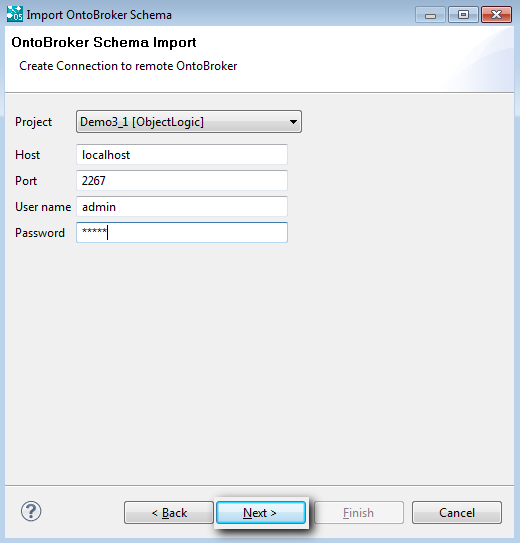 Import OntoBroker Schema
OntoBroker Schema Import
Create Connection to remote OntoBroker
Project Demo3_1 [ObjectLogic]
Host localhost
Port 2267
User name admin
Password *****
? < Back Next > Finish Cancel